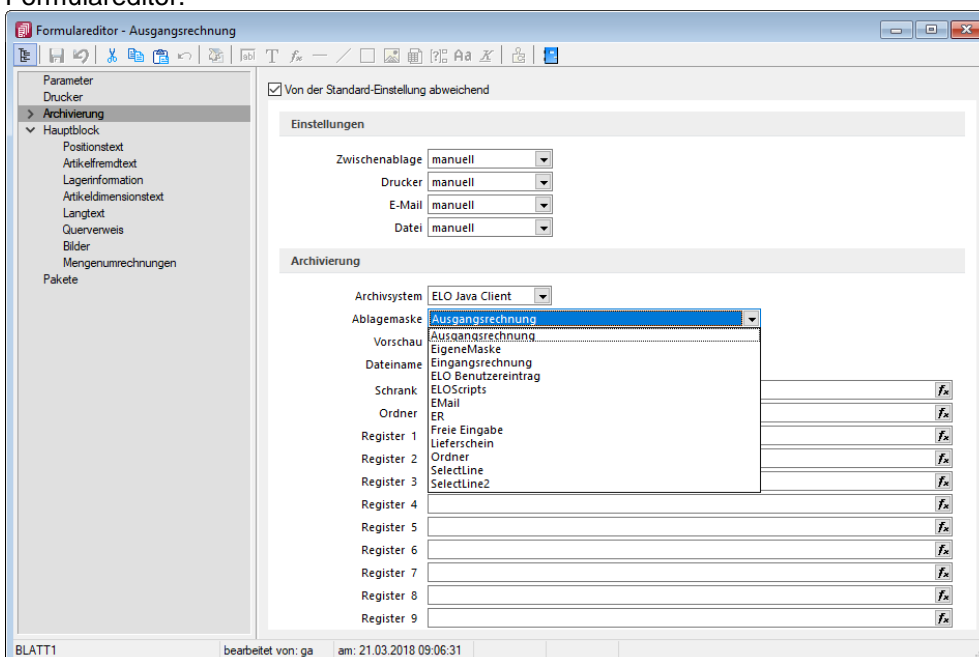 Formulareditor.
Formulareditor - Ausgangsrechnung
Parameter
Drucker
Archivierung
Hauptblock
Positionstext
Artikelfremdtext
Lagerinformation
Artikeldimensionstext
Langtext
Querverweis
Bilder
Mengenumrechnungen
Pakete
Von der Standard-Einstellung abweichend
Einstellungen
Zwischenablage manuell
Drucker manuell
E-Mail manuell
Datei manuell
Archivierung
Archivsystem ELO Java Client
Ablagemaske Ausgangsrechnung
Vorschau
Dateiname
Schrank
Ordner
Register 1
Register 2
Register 3
Register 4
Register 5
Register 6
Register 7
Register 8
Register 9
Ausgangsrechnung
EigeneMaske
Eingangsrechnung
ELO Benutzereintrag
ELOScripts
EMail
ER
Freie Eingabe
Lieferschein
Ordner
SelectLine
SelectLine2
BLATT1 bearbeitet von: ga am: 21.03.2018 09:06:31